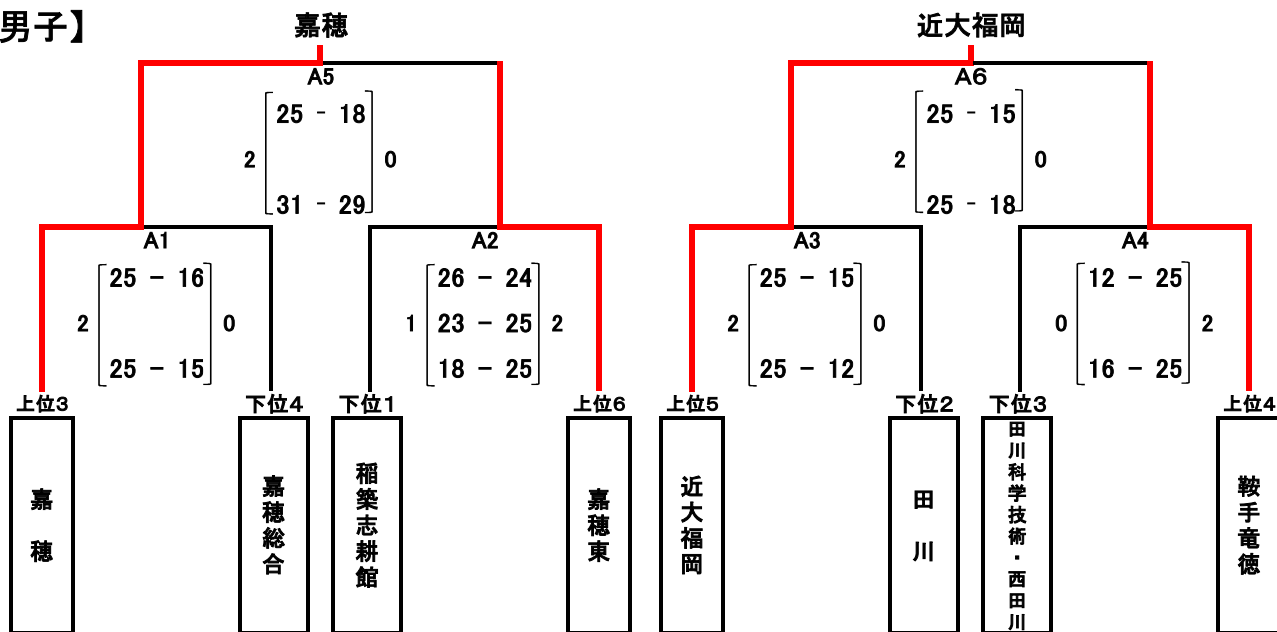 男子】
嘉穂 近大福岡
A5 A6
25 - 18 25 - 15
2 0 2 0
31 - 29 25 - 18
A1 A2 A3 A4
25 - 16 26 - 24 25 - 15 12 - 25
2 0 1 23 - 25 2 2 0 0 2
25 - 15 18 - 25 25 - 12 16 - 25
上位3 下位4 下位1 上位6 上位5 下位2 下位3 上位4
嘉穂
嘉穂総合
稲築志耕館
嘉穂東
近大福岡
田川
田川科学技術・西田川
鞍手竜徳